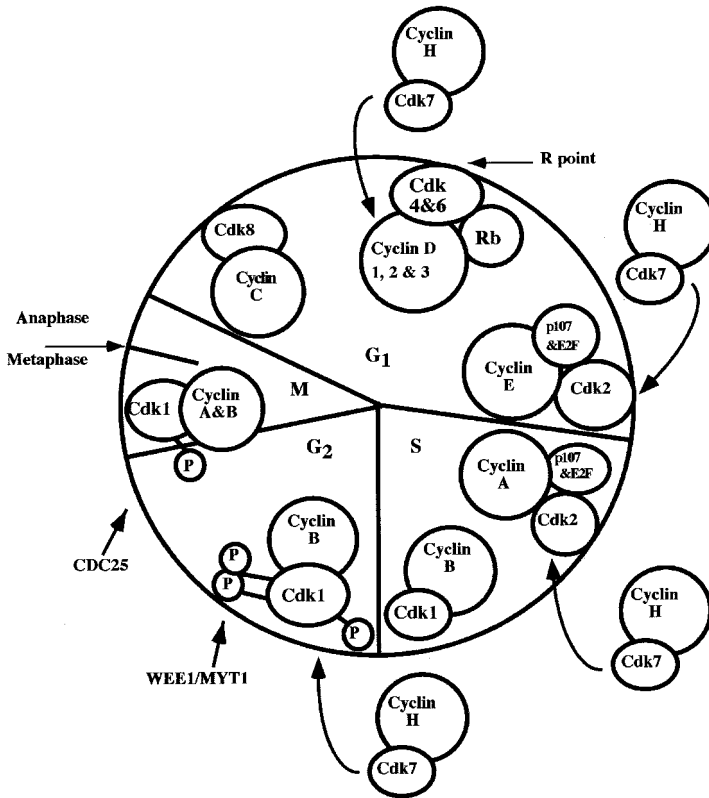 Cyclin
H
Cdk7
R point
Cdk
4&6
Rb
Cyclin D
1, 2 & 3
Cdk8
Cyclin
C
Cyclin
H
Cdk7
Anaphase
Metaphase
G1
p107
&E2F
Cyclin
E
Cdk2
M
Cdk1
Cyclin
A&B
P
G2
S
Cyclin
A
p107
&E2F
Cdk2
Cyclin
B
Cdk1
P
P
P
Cyclin
B
Cdk1
CDC25
WEE1/MYT1
Cyclin
H
Cdk7
Cyclin
H
Cdk7